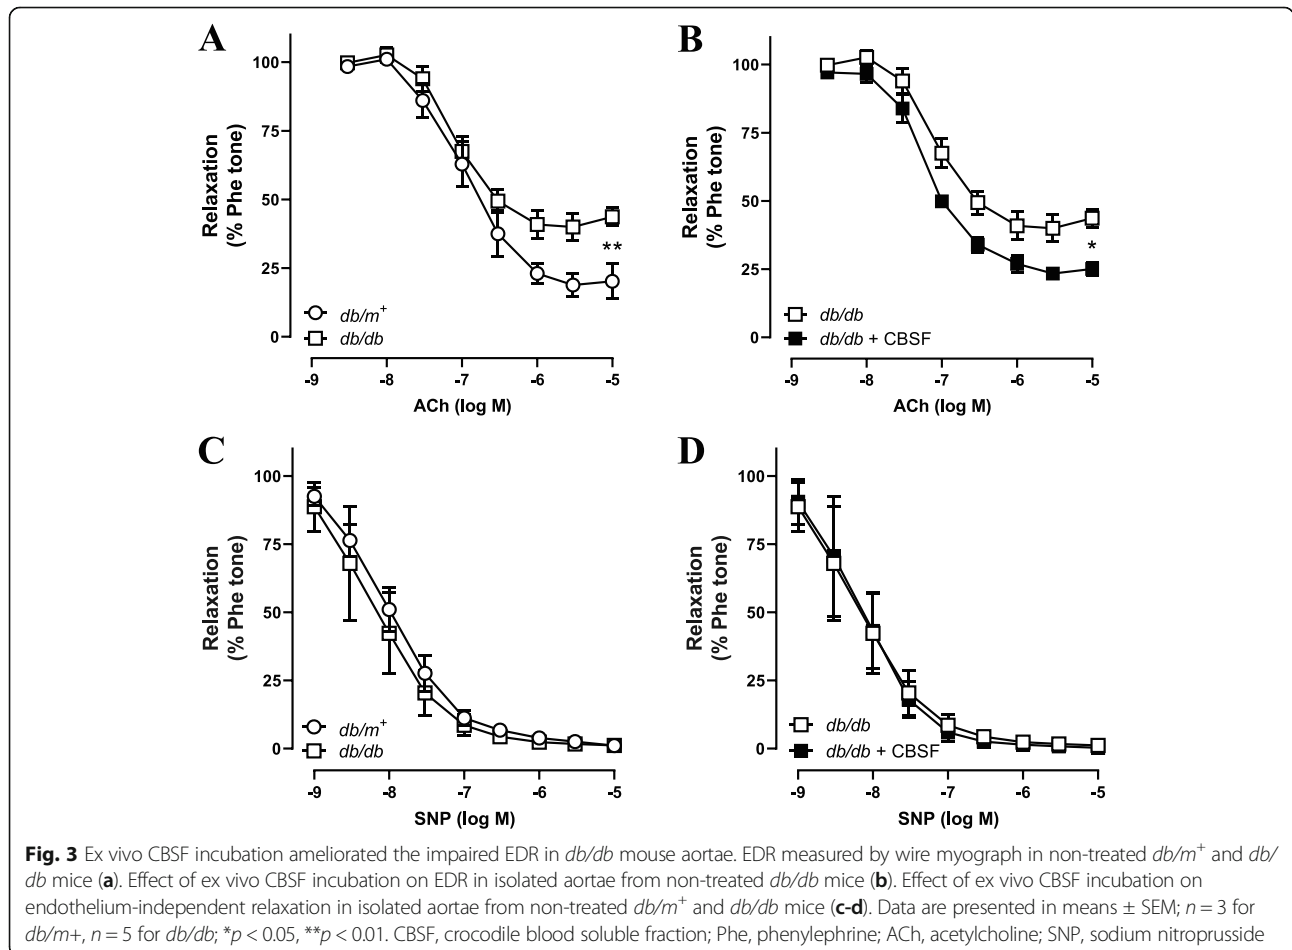 A
100
75
50
25
0
Relaxation
(% Phe tone)
**
db/m+
db/db
-9 -8 -7 -6 -5
ACh (log M)
B
100
75
50
25
0
Relaxation
(% Phe tone)
*
db/db
db/db + CBSF
-9 -8 -7 -6 -5
ACh (log M)
C
100
75
50
25
0
Relaxation
(% Phe tone)
db/m+
db/db
-9 -8 -7 -6 -5
SNP (log M)
D
100
75
50
25
0
Relaxation
(% Phe tone)
db/db
db/db + CBSF
-9 -8 -7 -6 -5
SNP (log M)
Fig. 3 Ex vivo CBSF incubation ameliorated the impaired EDR in db/db mouse aortae. EDR measured by wire myograph in non-treated db/m+ and db/
db mice (a). Effect of ex vivo CBSF incubation on EDR in isolated aortae from non-treated db/db mice (b). Effect of ex vivo CBSF incubation on
endothelium-independent relaxation in isolated aortae from non-treated db/m+ and db/db mice (c-d). Data are presented in means ± SEM; n = 3 for
db/m+, n = 5 for db/db; *p < 0.05, **p < 0.01. CBSF, crocodile blood soluble fraction; Phe, phenylephrine; ACh, acetylcholine; SNP, sodium nitroprusside